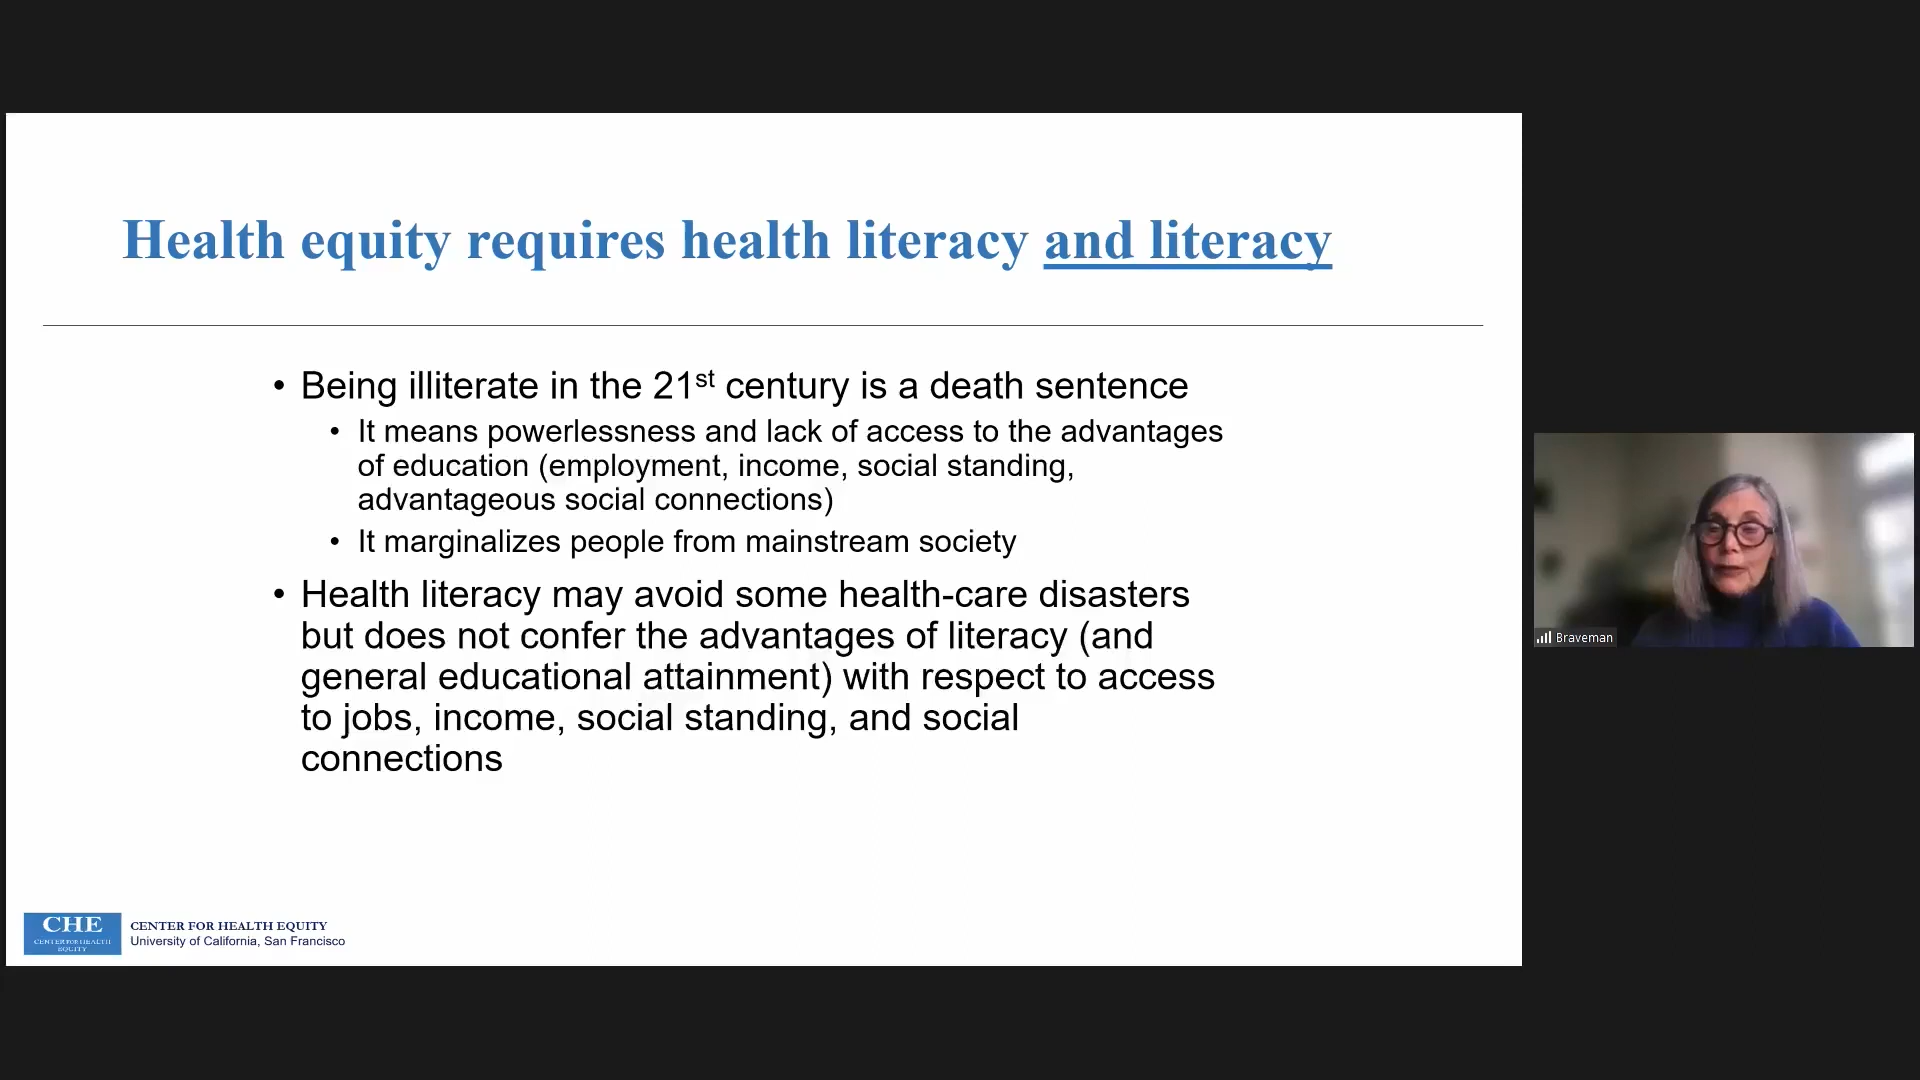 Health equity requires health literacy and literacy
• Being illiterate in the 21st century is a death sentence
• It means powerlessness and lack of access to the advantages
of education (employment, income, social standing,
advantageous social connections)
• It marginalizes people from mainstream society
• Health literacy may avoid some health-care disasters
but does not confer the advantages of literacy (and
general educational attainment) with respect to access
to jobs, income, social standing, and social
connections
Braveman
CHE
CENTER FOR HEALTH
EQUITY
CENTER FOR HEALTH EQUITY
University of California, San Francisco